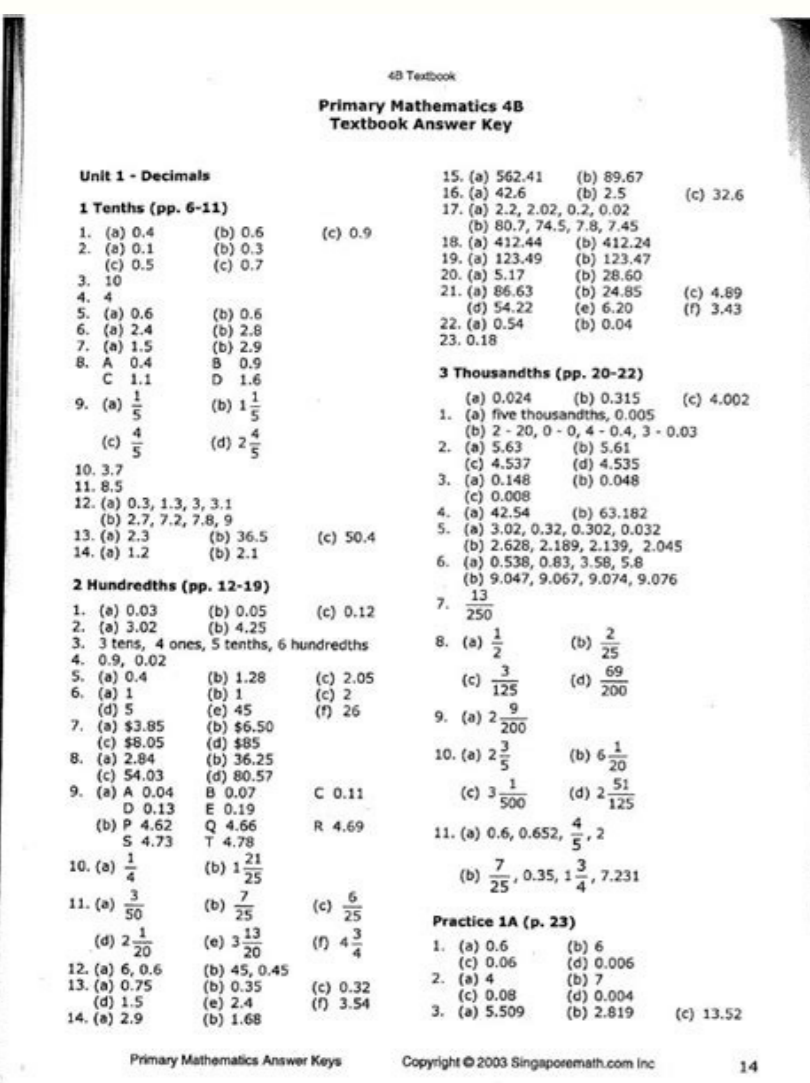 4B Textbook
Primary Mathematics 4B
Textbook Answer Key
Unit 1 - Decimals
1 Tenths (pp. 6-11)
1. (a) 0.4 (b) 0.6 (c) 0.9
2. (a) 0.1 (b) 0.3
(c) 0.5 (c) 0.7
3. 10
4. 4
5. (a) 0.6 (b) 0.6
6. (a) 2.4 (b) 2.8
7. (a) 1.5 (b) 2.9
8. A 0.4 B 0.9
C 1.1 D 1.6
9. (a) 1/5 (b) 1 1/5
(c) 4/5 (d) 2 4/5
10. 3.7
11. 8.5
12. (a) 0.3, 1.3, 3, 3.1
(b) 2.7, 7.2, 7.8, 9
13. (a) 2.3 (b) 36.5 (c) 50.4
14. (a) 1.2 (b) 2.1
2 Hundredths (pp. 12-19)
1. (a) 0.03 (b) 0.05 (c) 0.12
2. (a) 3.02 (b) 4.25
3. 3 tens, 4 ones, 5 tenths, 6 hundredths
4. 0.9, 0.02
5. (a) 0.4 (b) 1.28 (c) 2.05
6. (a) 1 (b) 1 (c) 2
(d) 5 (e) 45 (f) 26
7. (a) $3.85 (b) $6.50
(c) $8.05 (d) $85
8. (a) 2.84 (b) 36.25
(c) 54.03 (d) 80.57
9. (a) A 0.04 B 0.07 C 0.11
D 0.13 E 0.19
(b) P 4.62 Q 4.66 R 4.69
S 4.73 T 4.78
10. (a) 1/4 (b) 1 21/25
11. (a) 3/50 (b) 7/25 (c) 6/25
(d) 2 1/20 (e) 3 13/20 (f) 4 3/4
12. (a) 6, 0.6 (b) 45, 0.45
13. (a) 0.75 (b) 0.35 (c) 0.32
(d) 1.5 (e) 2.4 (f) 3.54
14. (a) 2.9 (b) 1.68
15. (a) 562.41 (b) 89.67
16. (a) 42.6 (b) 2.5 (c) 32.6
17. (a) 2.2, 2.02, 0.2, 0.02
(b) 80.7, 74.5, 7.8, 7.45
18. (a) 412.44 (b) 412.24
19. (a) 123.49 (b) 123.47
20. (a) 5.17 (b) 28.60
21. (a) 86.63 (b) 24.85 (c) 4.89
(d) 54.22 (e) 6.20 (f) 3.43
22. (a) 0.54 (b) 0.04
23. 0.18
3 Thousandths (pp. 20-22)
(a) 0.024 (b) 0.315 (c) 4.002
1. (a) five thousandths, 0.005
(b) 2 - 20, 0 - 0, 4 - 0.4, 3 - 0.03
2. (a) 5.63 (b) 5.61
(c) 4.537 (d) 4.535
3. (a) 0.148 (b) 0.048
(c) 0.008
4. (a) 42.54 (b) 63.182
5. (a) 3.02, 0.32, 0.302, 0.032
(b) 2.628, 2.189, 2.139, 2.045
6. (a) 0.538, 0.83, 3.58, 5.8
(b) 9.047, 9.067, 9.074, 9.076
7. 13/250
8. (a) 1/2 (b) 2/25
(c) 3/125 (d) 69/200
9. (a) 2 9/200
10. (a) 2 3/5 (b) 6 1/20
(c) 3 1/500 (d) 2 51/125
11. (a) 0.6, 0.652, 4/5, 2
(b) 7/25, 0.35, 1 3/4, 7.231
Practice 1A (p. 23)
1. (a) 0.6 (b) 6
(c) 0.06 (d) 0.006
2. (a) 4 (b) 7
(c) 0.08 (d) 0.004
3. (a) 5.509 (b) 2.819 (c) 13.52
Primary Mathematics Answer Keys Copyright © 2003 Singaporemath.com Inc 14